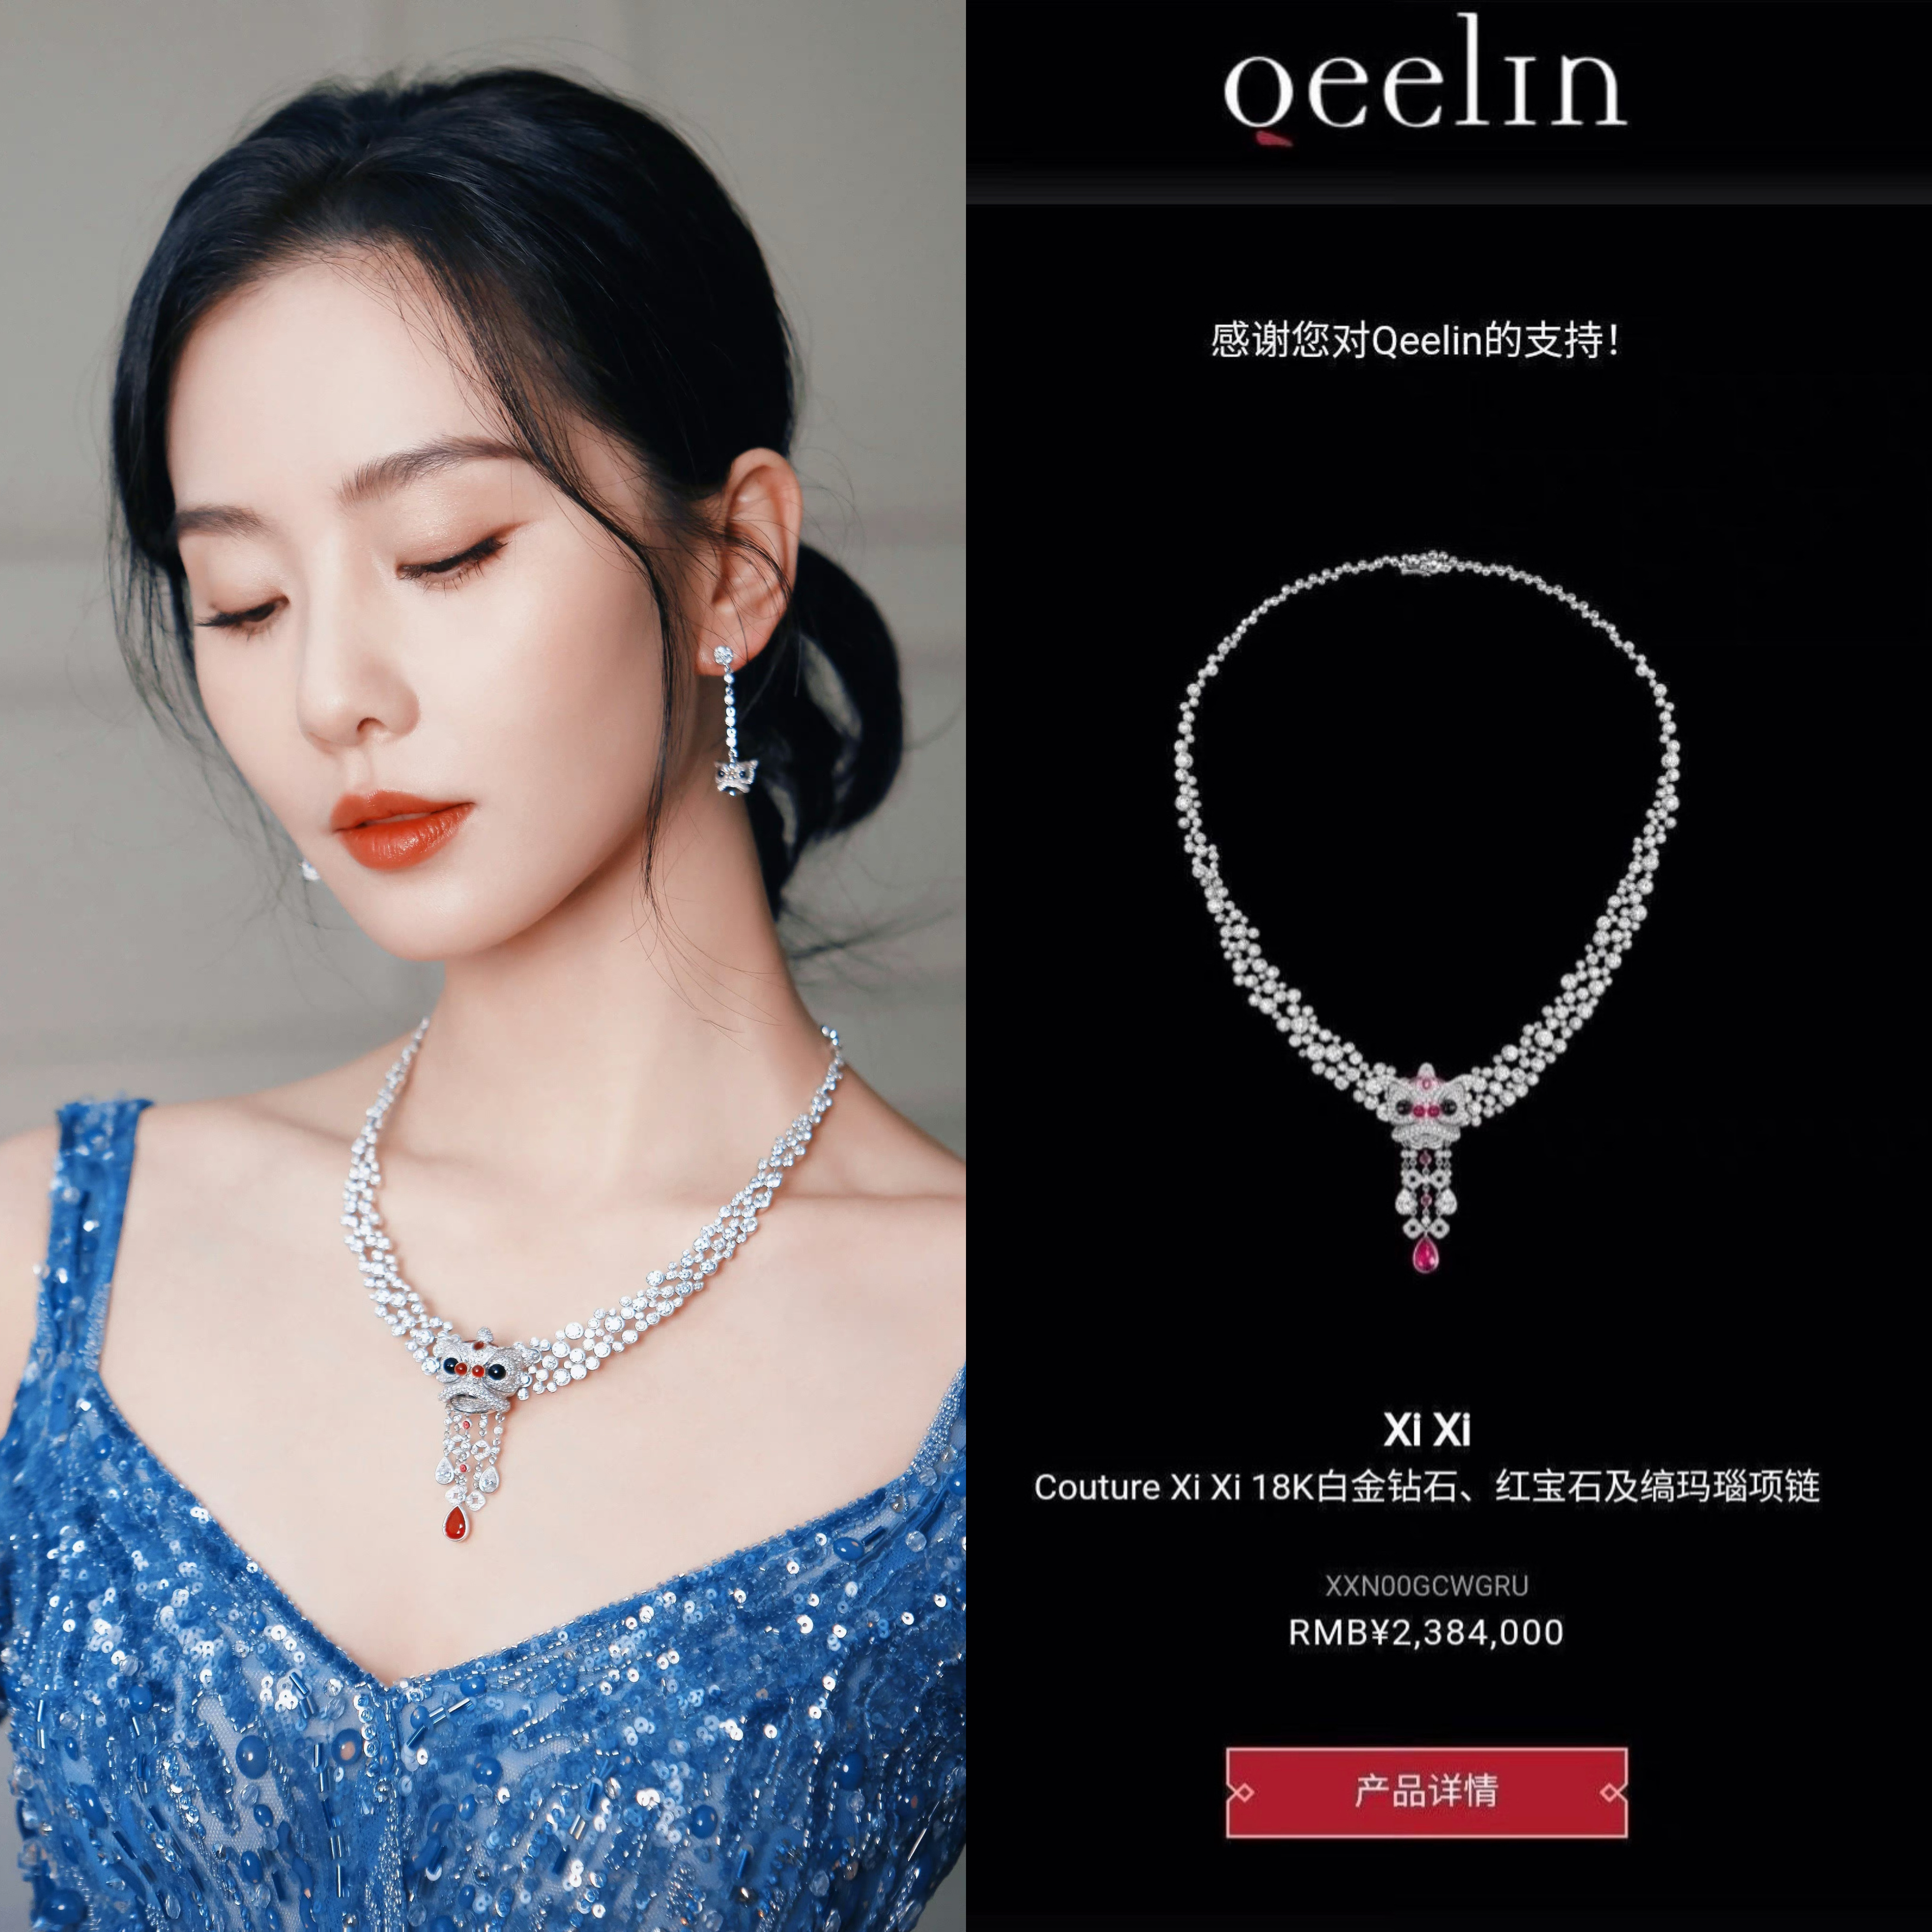 Qeelin
感谢您对Qeelin的支持！
Xi Xi
Couture Xi Xi 18K白金钻石、红宝石及缟玛瑙项链
XXN00GCWGRU
RMB¥2,384,000
产品详情